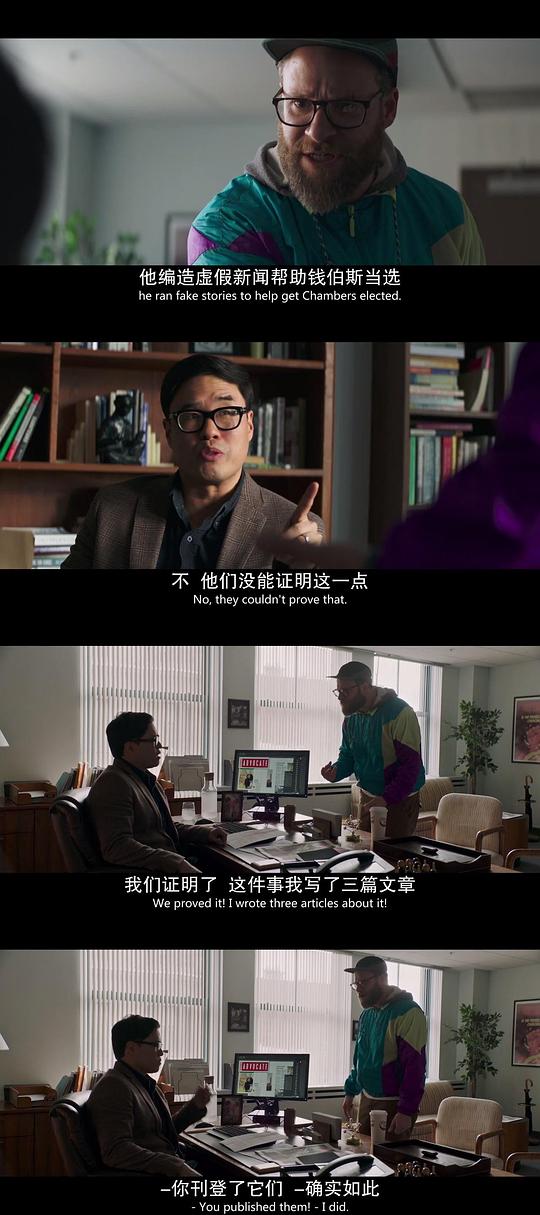 他编造虚假新闻帮助钱伯斯当选
he ran fake stories to help get Chambers elected.
不 他们没能证明这一点
No, they couldn't prove that.
ADVOCATE
我们证明了 这件事我写了三篇文章
We proved it! I wrote three articles about it!
ADVOCATE
–你刊登了它们 –确实如此
- You published them! - I did.